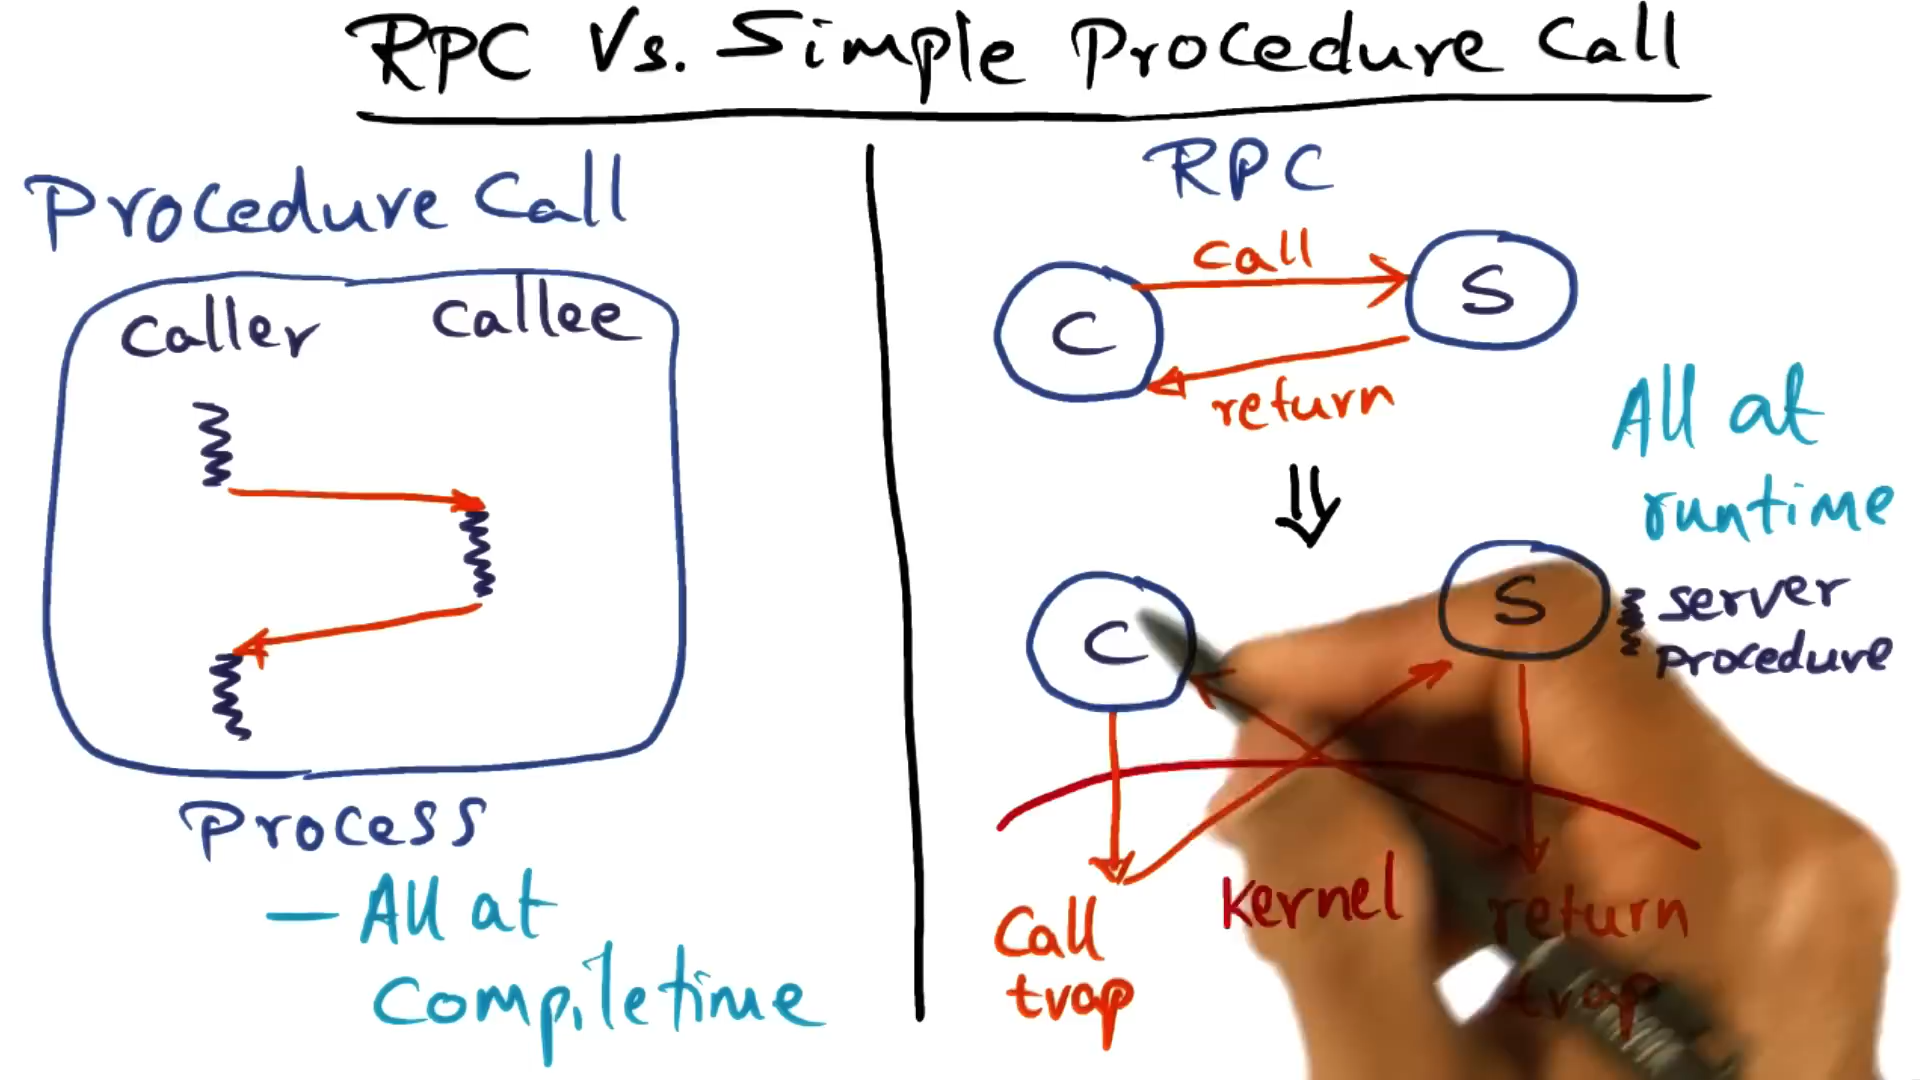 RPC Vs. Simple Procedure Call
Procedure Call
Caller
Callee
Process
— All at
Compiletime
RPC
C
call
S
return
All at
runtime
C
S
server
procedure
Call
trap
Kernel
return
trap